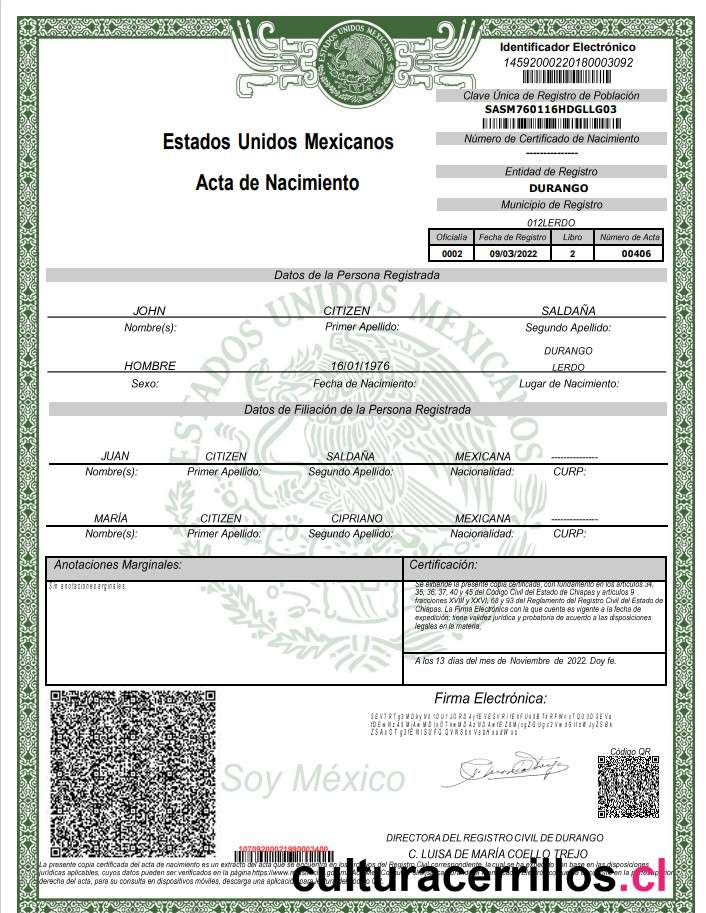 ESTADOS UNIDOS MEXICANOS
Identificador Electrónico
14592000220180003092
Clave Única de Registro de Población
SASM760116HDGLLG03
Número de Certificado de Nacimiento
---------------
Estados Unidos Mexicanos
Acta de Nacimiento
Entidad de Registro
DURANGO
Municipio de Registro
012LERDO
Oficialía Fecha de Registro Libro Número de Acta
0002 09/03/2022 2 00406
Datos de la Persona Registrada
ESTADOS UNIDOS MEXICANOS
JOHN CITIZEN SALDAÑA
Nombre(s): Primer Apellido: Segundo Apellido:
DURANGO
HOMBRE 16/01/1976 LERDO
Sexo: Fecha de Nacimiento: Lugar de Nacimiento:
Datos de Filiación de la Persona Registrada
JUAN CITIZEN SALDAÑA MEXICANA ---------------
Nombre(s): Primer Apellido: Segundo Apellido: Nacionalidad: CURP:
MARÍA CITIZEN CIPRIANO MEXICANA ---------------
Nombre(s): Primer Apellido: Segundo Apellido: Nacionalidad: CURP:
Anotaciones Marginales: Certificación:
Sin anotaciones marginales.
Se extiende la presente copia certificada, con fundamento en los artículos 34,
35, 36, 37, 40 y 45 del Código Civil del Estado de Chiapas y artículos 9
fracciones XVIII y XXVI, 68 y 93 del Reglamento del Registro Civil del Estado de
Chiapas. La Firma Electrónica con la que cuenta es vigente a la fecha de
expedición; tiene validez jurídica y probatoria de acuerdo a las disposiciones
legales en la materia.
A los 13 días del mes de Noviembre de 2022. Doy fe.
Firma Electrónica:
Código QR
Soy México
DIRECTORA DEL REGISTRO CIVIL DE DURANGO
C. LUISA DE MARÍA COELLO TREJO
10709200021990003400
La presente copia certificada del acta de nacimiento es un extracto del acta que se encuentra en los archivos del Registro Civil correspondiente, la cual se ha expedido con base en las disposiciones
jurídicas aplicables, cuyos datos pueden ser verificados en la página https://www.
derecha del acta, para su consulta en dispositivos móviles, descarga una aplicación para
culturacerrillos.cl